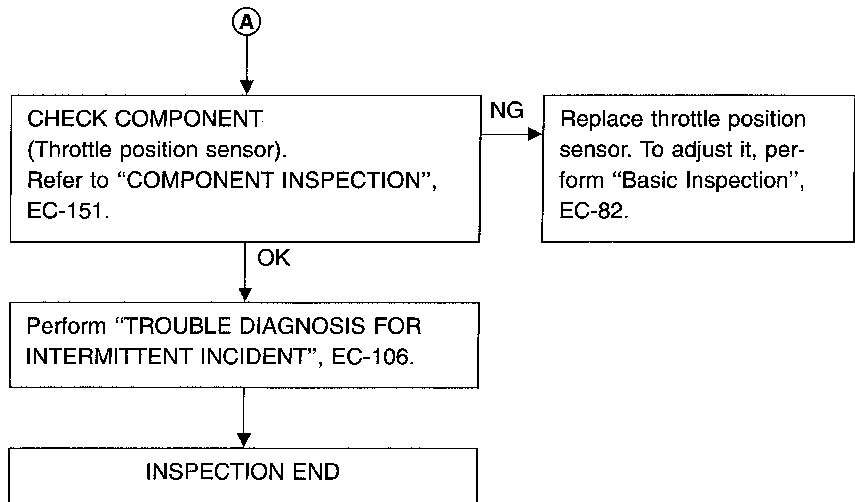 A
CHECK COMPONENT
(Throttle position sensor).
Refer to “COMPONENT INSPECTION”,
EC-151.
NG
Replace throttle position
sensor. To adjust it, per-
form “Basic Inspection”,
EC-82.
OK
Perform “TROUBLE DIAGNOSIS FOR
INTERMITTENT INCIDENT”, EC-106.
INSPECTION END